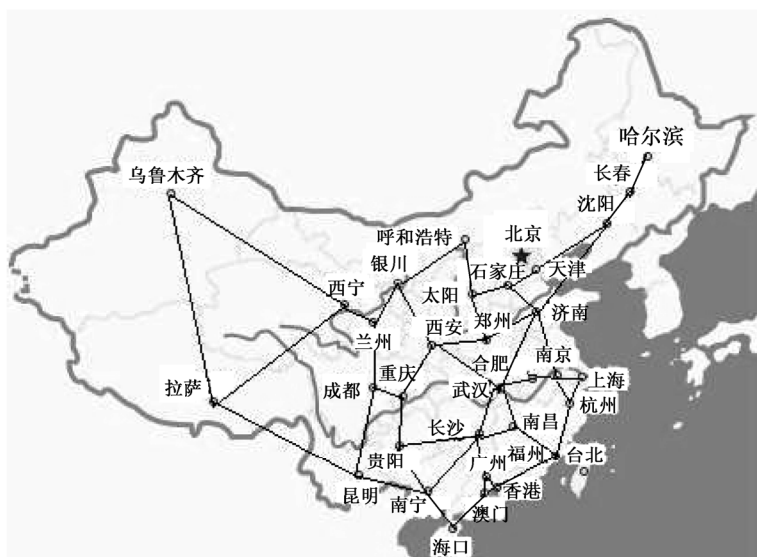 哈尔滨
长春
乌鲁木齐
沈阳
呼和浩特
北京
银川
石家庄
天津
西宁
太阳
济南
西安
郑州
兰州
合肥
南京
重庆
上海
拉萨
成都
武汉
杭州
长沙
南昌
贵阳
福州
台北
广州
昆明
南宁
香港
澳门
海口